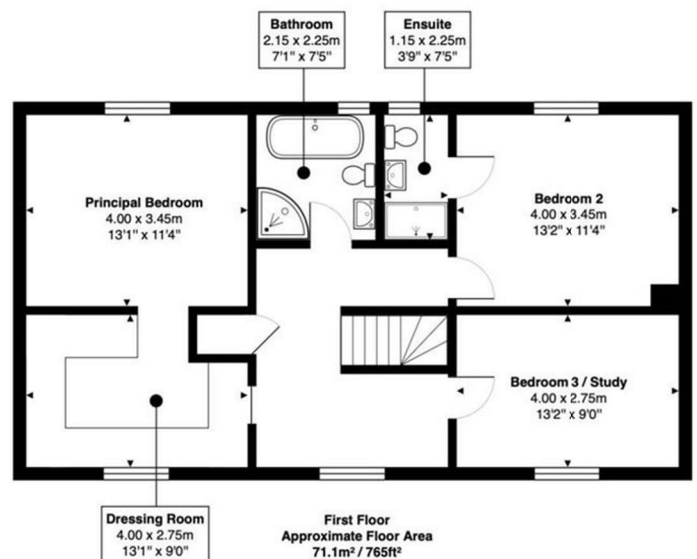 Bathroom
2.15 x 2.25m
7'1" x 7'5"
Ensuite
1.15 x 2.25m
3'9" x 7'5"
Principal Bedroom
4.00 x 3.45m
13'1" x 11'4"
Bedroom 2
4.00 x 3.45m
13'2" x 11'4"
Bedroom 3 / Study
4.00 x 2.75m
13'2" x 9'0"
Dressing Room
4.00 x 2.75m
13'1" x 9'0"
First Floor
Approximate Floor Area
71.1m² / 765ft²